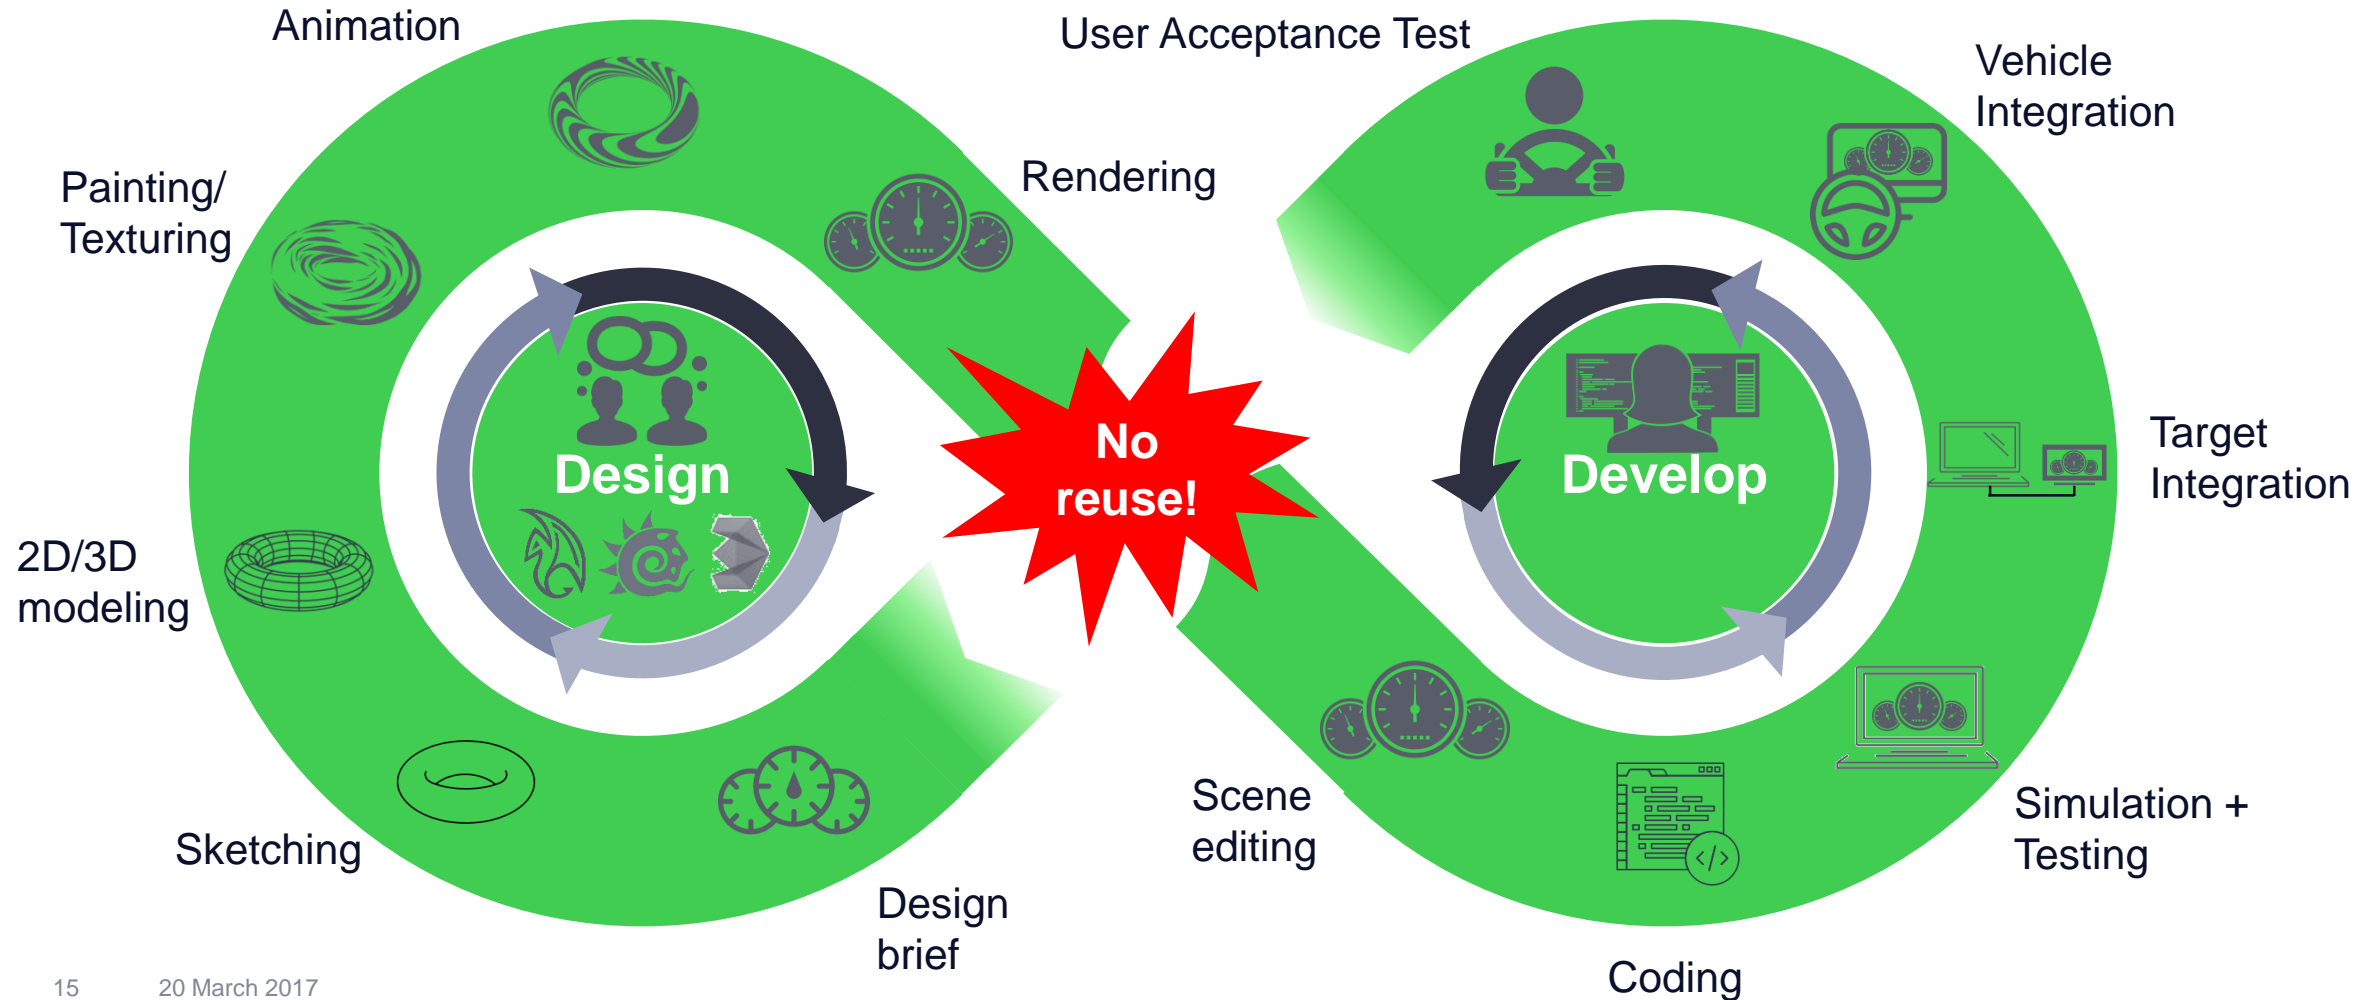 Animation
User Acceptance Test
Vehicle
Integration
Painting/
Texturing
Rendering
No
reuse!
Design
Develop
Target
Integration
2D/3D
modeling
Scene
editing
Simulation +
Testing
Sketching
Design
brief
Coding
15 20 March 2017